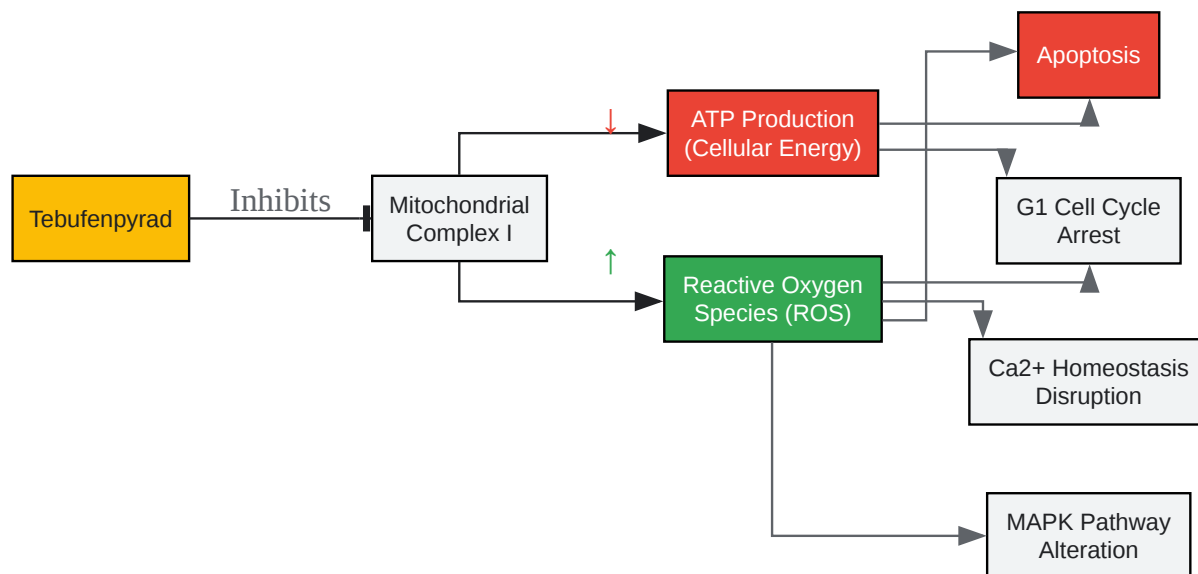 Tebufenpyrad
Inhibits
Mitochondrial
Complex I
↓
ATP Production
(Cellular Energy)
↑
Reactive Oxygen
Species (ROS)
Apoptosis
G1 Cell Cycle
Arrest
Ca2+ Homeostasis
Disruption
MAPK Pathway
Alteration